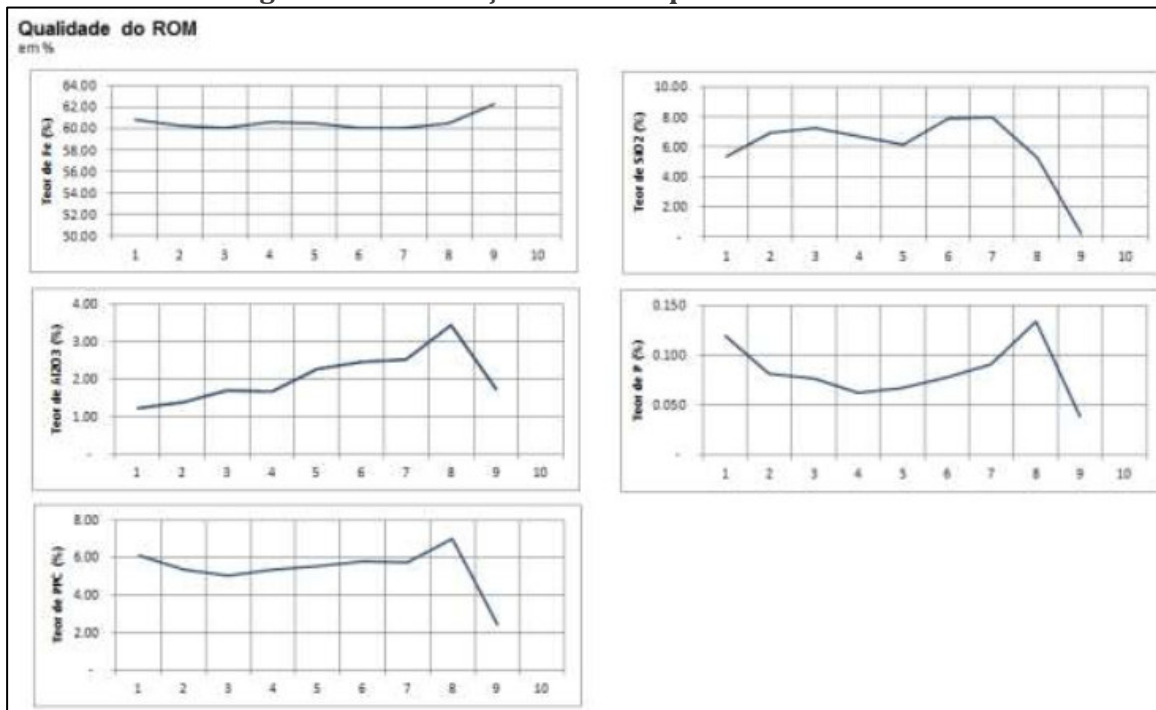 Qualidade do ROM
em %
Teor de Fe (%)
64.00
62.00
60.00
58.00
56.00
54.00
52.00
50.00
1 2 3 4 5 6 7 8 9 10
Teor de SiO2 (%)
10.00
8.00
6.00
4.00
2.00
-
1 2 3 4 5 6 7 8 9 10
Teor de Al2O3 (%)
4.00
3.00
2.00
1.00
-
1 2 3 4 5 6 7 8 9 10
Teor de P (%)
0.150
0.100
0.050
-
1 2 3 4 5 6 7 8 9 10
Teor de PPC (%)
8.00
6.00
4.00
2.00
-
1 2 3 4 5 6 7 8 9 10